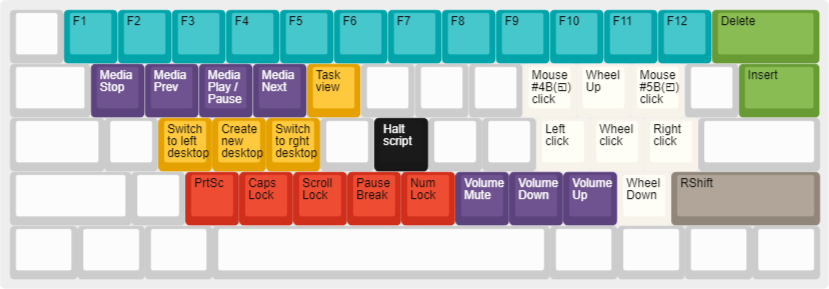 F1 F2 F3 F4 F5 F6 F7 F8 F9 F10 F11 F12 Delete
Media Stop
Media Prev
Media Play / Pause
Media Next
Task view
Mouse #4B(◱) click
Wheel Up
Mouse #5B(◰) click
Insert
Switch to left desktop
Create new desktop
Switch to rght desktop
Halt script
Left click
Wheel click
Right click
PrtSc
Caps Lock
Scroll Lock
Pause Break
Num Lock
Volume Mute
Volume Down
Volume Up
Wheel Down
RShift